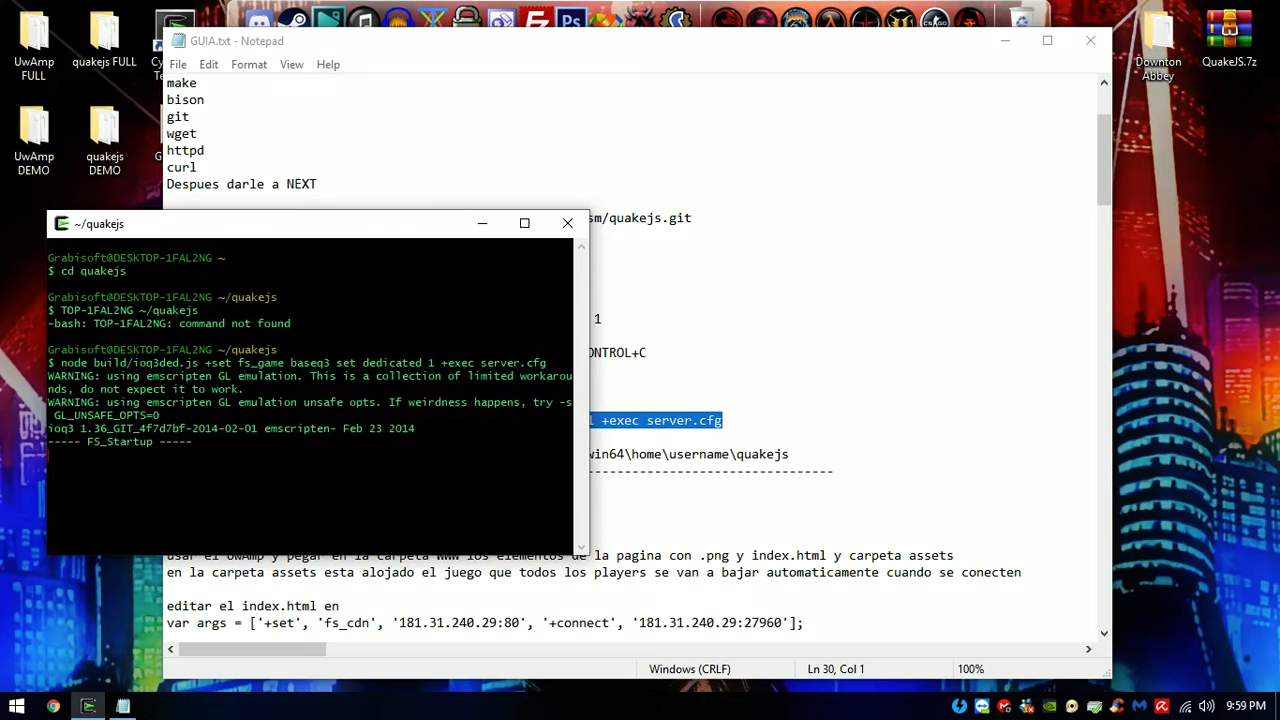 UwAmp FULL
quakejs FULL
UwAmp DEMO
quakejs DEMO
Downton Abbey
QuakeJS.7z
GUIA.txt - Notepad
File Edit Format View Help
make
bison
git
wget
httpd
curl
Despues darle a NEXT
sm/quakejs.git
1
ONTROL+C
l +exec server.cfg
win64\home\username\quakejs
usar el UwAmp y pegar en la carpeta WWW los elementos de la pagina con .png y index.html y carpeta assets
en la carpeta assets esta alojado el juego que todos los players se van a bajar automaticamente cuando se conecten
editar el index.html en
var args = ['+set', 'fs_cdn', '181.31.240.29:80', '+connect', '181.31.240.29:27960'];
Windows (CRLF) Ln 30, Col 1 100%
~/quakejs
Grabisoft@DESKTOP-1FAL2NG ~
$ cd quakejs
Grabisoft@DESKTOP-1FAL2NG ~/quakejs
$ TOP-1FAL2NG ~/quakejs
-bash: TOP-1FAL2NG: command not found
Grabisoft@DESKTOP-1FAL2NG ~/quakejs
$ node build/ioq3ded.js +set fs_game baseq3 set dedicated 1 +exec server.cfg
WARNING: using emscripten GL emulation. This is a collection of limited workarou
nds, do not expect it to work.
WARNING: using emscripten GL emulation unsafe opts. If weirdness happens, try -s
GL_UNSAFE_OPTS=0
ioq3 1.36_GIT_4f7d7bf-2014-02-01 emscripten- Feb 23 2014
----- FS_Startup -----
9:59 PM